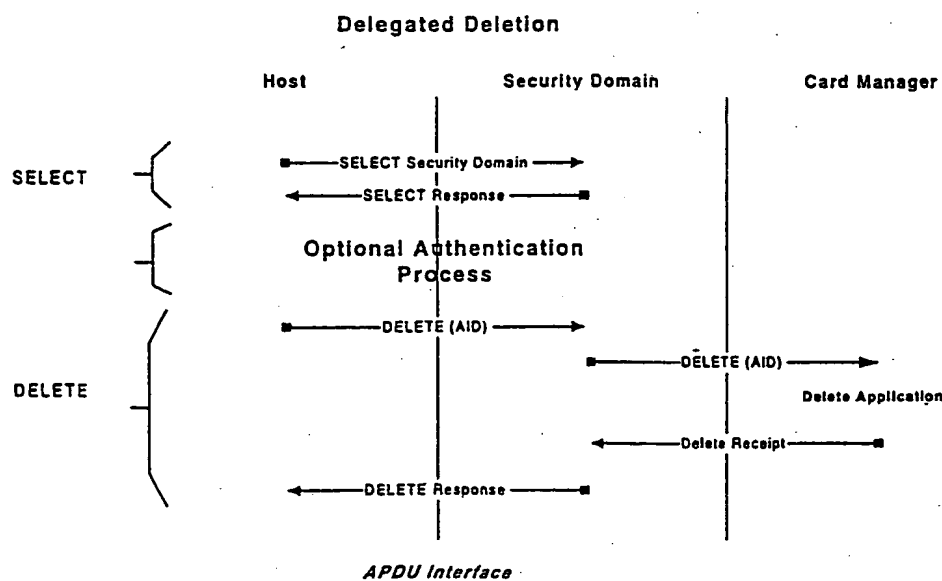 Delegated Deletion
Host Security Domain Card Manager
SELECT
SELECT Security Domain
SELECT Response
Optional Authentication
Process
DELETE
DELETE (AID)
DELETE (AID)
Delete Application
Delete Receipt
DELETE Response
APDU Interface